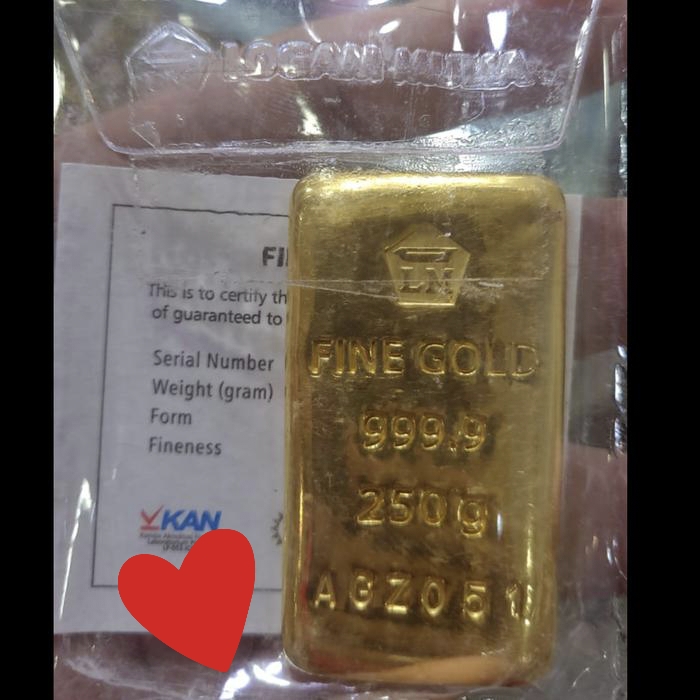 LOGAM MULIA
FI
This is to certify th
of guaranteed to
Serial Number
Weight (gram)
Form
Fineness
KAN
LM
FINE GOLD
999.9
250 g